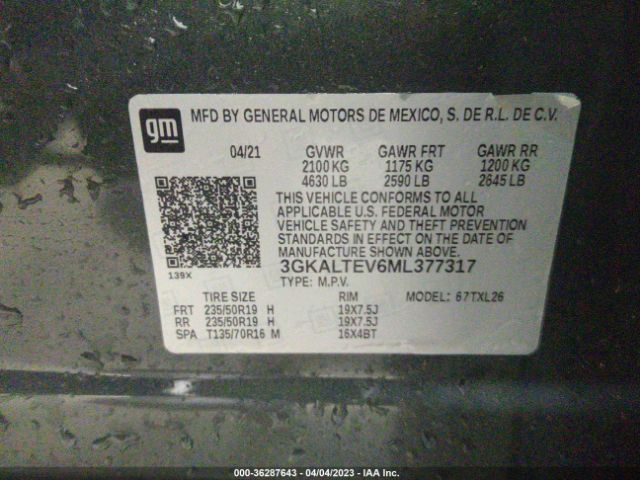 gm
MFD BY GENERAL MOTORS DE MEXICO, S. DE R.L. DE C.V.
04/21 GVWR GAWR FRT GAWR RR
2100 KG 1175 KG 1200 KG
4630 LB 2590 LB 2645 LB
THIS VEHICLE CONFORMS TO ALL
APPLICABLE U.S. FEDERAL MOTOR
VEHICLE SAFETY AND THEFT PREVENTION
STANDARDS IN EFFECT ON THE DATE OF
MANUFACTURE SHOWN ABOVE.
139X
3GKALTEV6ML377317
TYPE: M.P.V. MODEL: 67TXL26
TIRE SIZE RIM
FRT 235/50R19 H 19X7.5J
RR 235/50R19 H 19X7.5J
SPA T135/70R16 M 16X4BT
000-36287643 - 04/04/2023 - IAA Inc.